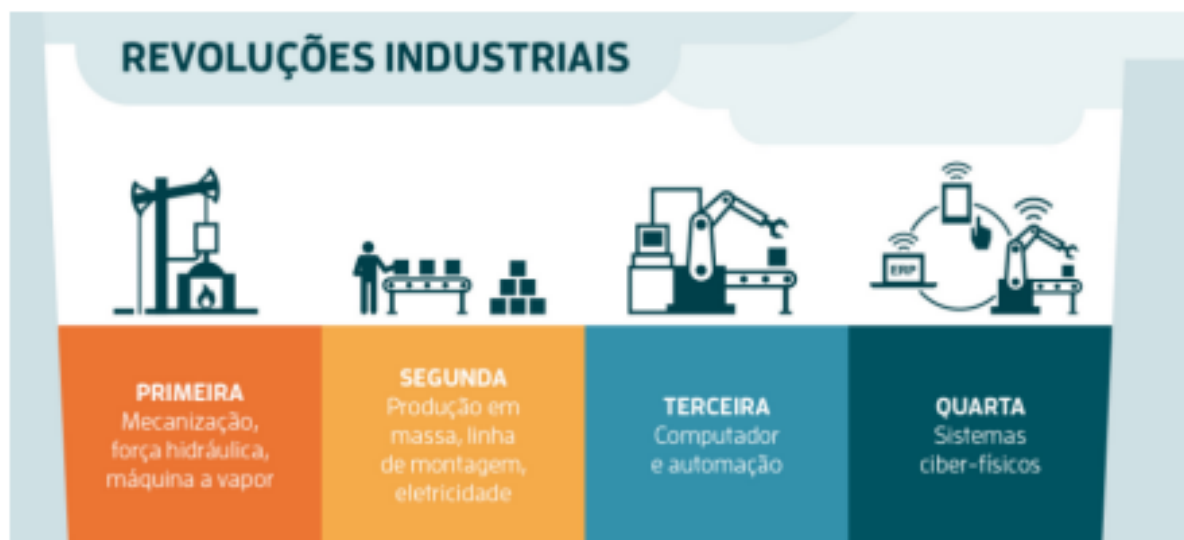 REVOLUÇÕES INDUSTRIAIS
ERP
PRIMEIRA
Mecanização,
força hidráulica,
máquina a vapor
SEGUNDA
Produção em
massa, linha
de montagem,
eletricidade
TERCEIRA
Computador
e automação
QUARTA
Sistemas
ciber-físicos